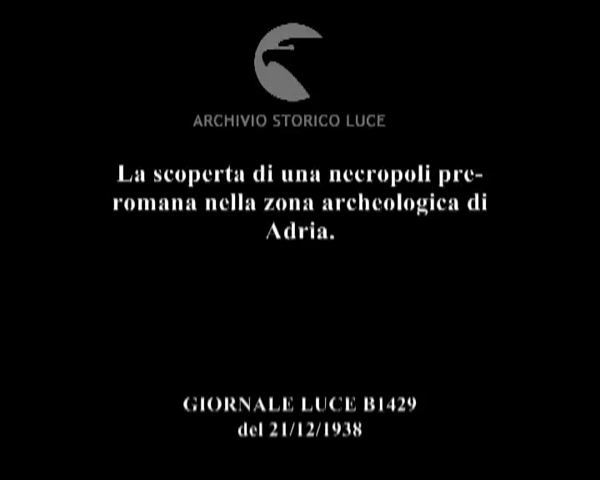 ARCHIVIO STORICO LUCE
La scoperta di una necropoli pre-
romana nella zona archeologica di
Adria.
GIORNALE LUCE B1429
del 21/12/1938